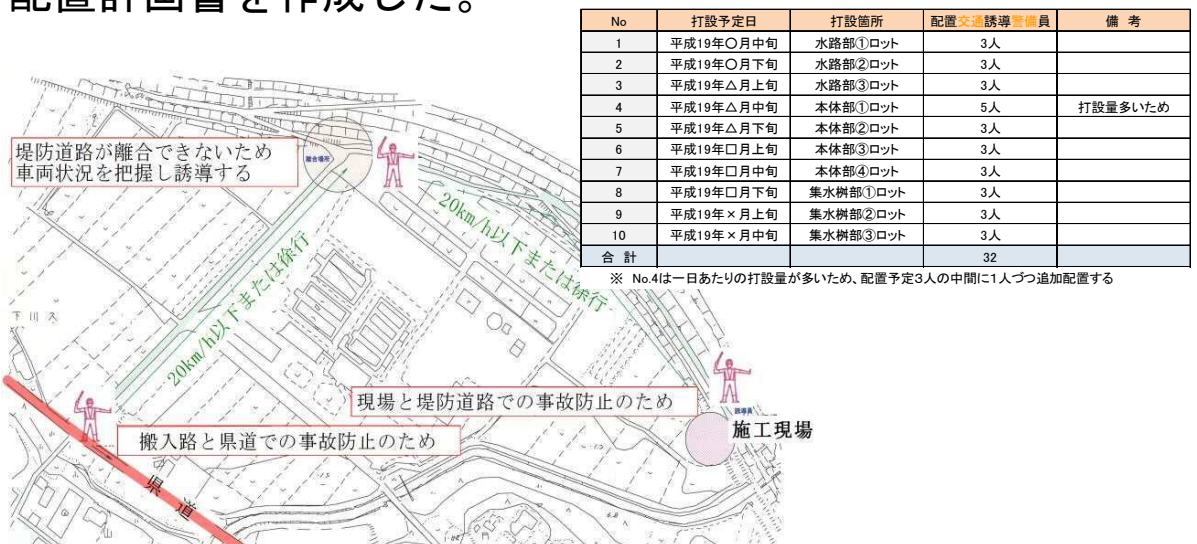 配置計画書を作成した。
No 打設予定日 打設箇所 配置交通誘導警備員 備 考
1 平成19年〇月中旬 水路部①ロット 3人
2 平成19年〇月下旬 水路部②ロット 3人
3 平成19年△月上旬 水路部③ロット 3人
4 平成19年△月中旬 本体部①ロット 5人 打設量多いため
5 平成19年△月下旬 本体部②ロット 3人
6 平成19年□月上旬 本体部③ロット 3人
7 平成19年□月中旬 本体部④ロット 3人
8 平成19年□月下旬 集水桝部①ロット 3人
9 平成19年×月上旬 集水桝部②ロット 3人
10 平成19年×月中旬 集水桝部③ロット 3人
合 計 32
※ No.4は一日あたりの打設量が多いため、配置予定3人の中間に1人づつ追加配置する
堤防道路が離合できないため
車両状況を把握し誘導する
離合場所
20km/h以下または徐行
20km/h以下または徐行
下川久
現場と堤防道路での事故防止のため
誘導員
施工現場
搬入路と県道での事故防止のため
県道